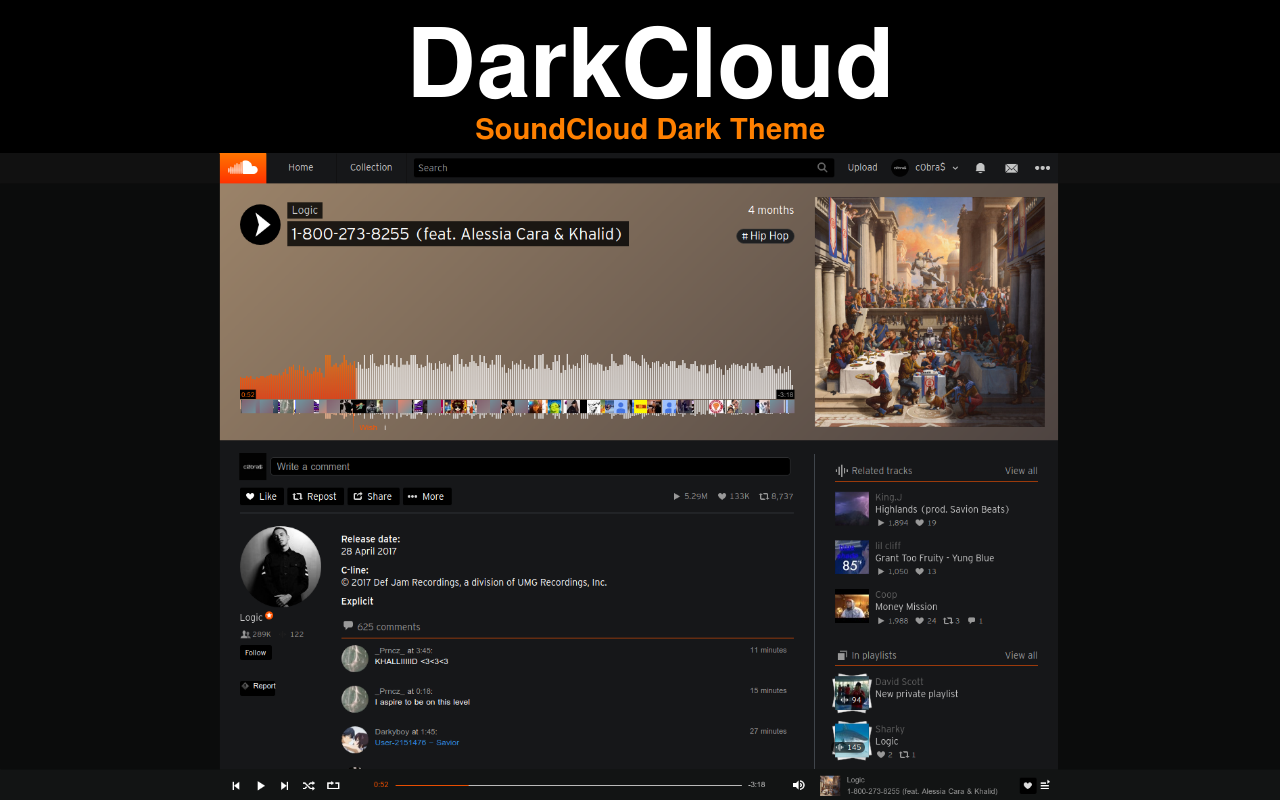 DarkCloud
SoundCloud Dark Theme
Home Collection Search Upload c0bra$
Logic 4 months
1-800-273-8255 (feat. Alessia Cara & Khalid) # Hip Hop
0:52 -3:18
Write a comment
Like Repost Share More 5.29M 133K 8,737
Release date:
28 April 2017
C-line:
© 2017 Def Jam Recordings, a division of UMG Recordings, Inc.
Explicit
Logic
289K 122
Follow
Report
625 comments
_Prncz_ at 3:45: 11 minutes
KHALLIIIIID <3<3<3
_Prncz_ at 0:18: 15 minutes
I aspire to be on this level
Darkyboy at 1:45: 27 minutes
User-2151476 – Savior
Related tracks View all
King.J
Highlands (prod. Savion Beats)
1,894 19
lil cliff
Grant Too Fruity - Yung Blue
85
1,050 13
Coop
Money Mission
1,988 24 3 1
In playlists View all
David Scott
New private playlist
94
Sharky
Logic
145
2 1
0:52 -3:18
Logic
1-800-273-8255 (feat. Alessia Cara & Khalid)